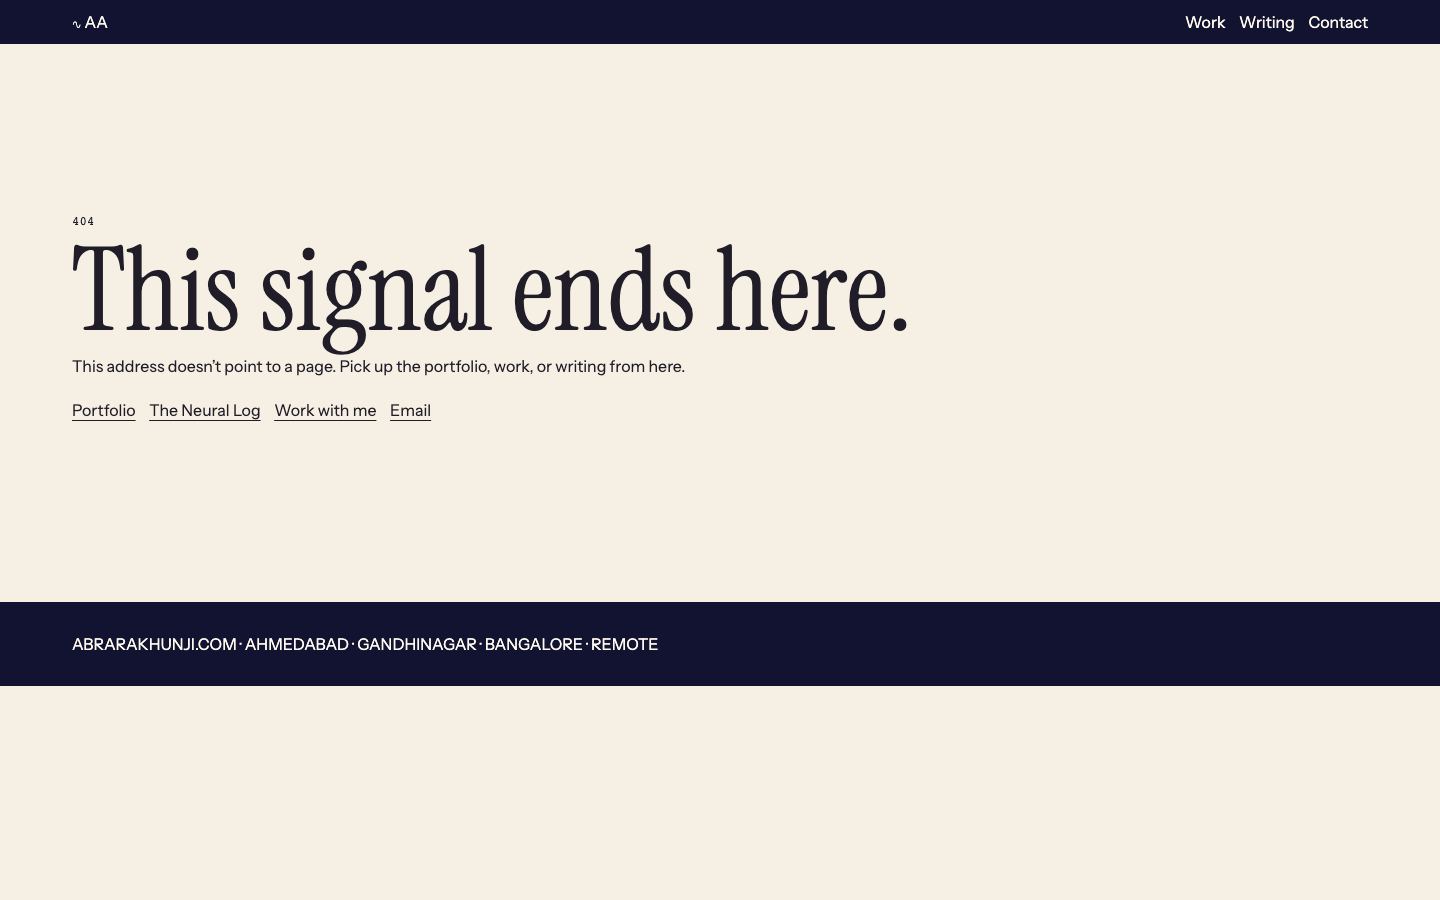 ∿ AA
Work Writing Contact
404
This signal ends here.
This address doesn’t point to a page. Pick up the portfolio, work, or writing from here.
Portfolio The Neural Log Work with me Email
ABRARAKHUNJI.COM · AHMEDABAD · GANDHINAGAR · BANGALORE · REMOTE